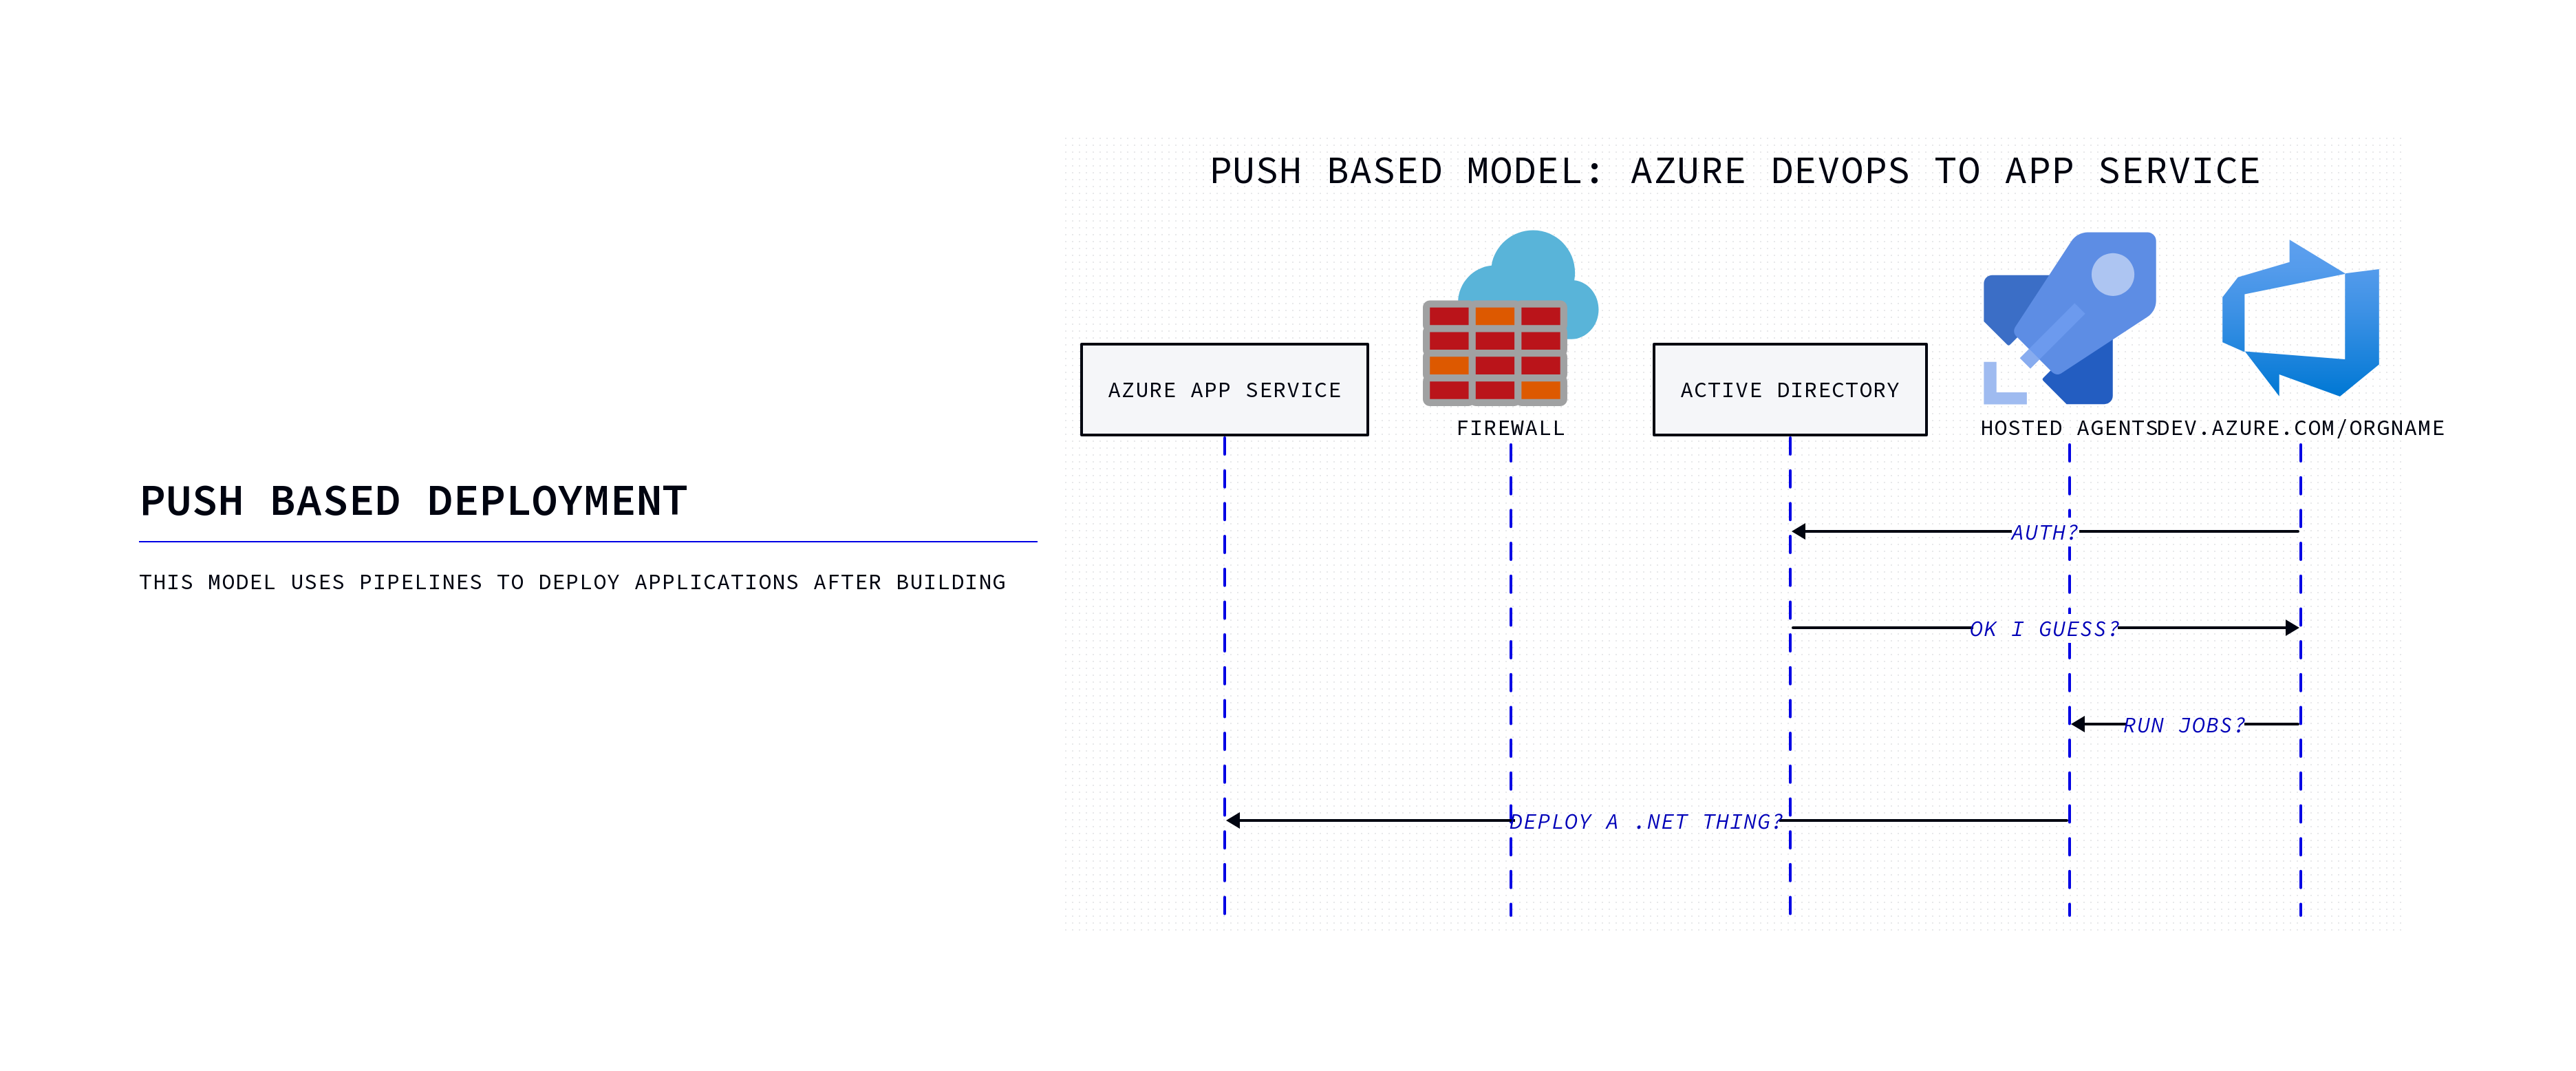 PUSH BASED DEPLOYMENT
THIS MODEL USES PIPELINES TO DEPLOY APPLICATIONS AFTER BUILDING
PUSH BASED MODEL: AZURE DEVOPS TO APP SERVICE
AZURE APP SERVICE
FIREWALL
ACTIVE DIRECTORY
HOSTED AGENTS
DEV.AZURE.COM/ORGNAME
AUTH?
OK I GUESS?
RUN JOBS?
DEPLOY A .NET THING?